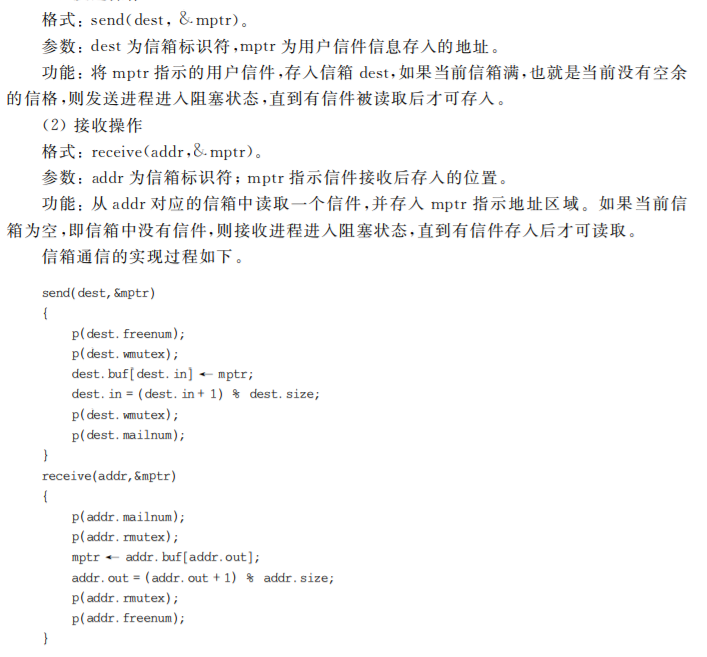 格式：send(dest，&mptr)。
参数：dest 为信箱标识符，mptr 为用户信件信息存入的地址。
功能：将 mptr 指示的用户信件，存入信箱 dest，如果当前信箱满，也就是当前没有空余
的信格，则发送进程进入阻塞状态，直到有信件被读取后才可存入。
（2）接收操作
格式：receive(addr，&mptr)。
参数：addr 为信箱标识符；mptr 指示信件接收后存入的位置。
功能：从 addr 对应的信箱中读取一个信件，并存入 mptr 指示地址区域。如果当前信
箱为空，即信箱中没有信件，则接收进程进入阻塞状态，直到有信件存入后才可读取。
信箱通信的实现过程如下。
send(dest,&mptr)
{
p(dest.freenum);
p(dest.wmutex);
dest.buf[dest.in] ← mptr;
dest.in = (dest.in + 1) % dest.size;
p(dest.wmutex);
p(dest.mailnum);
}
receive(addr,&mptr)
{
p(addr.mailnum);
p(addr.rmutex);
mptr ← addr.buf[addr.out];
addr.out = (addr.out + 1) % addr.size;
p(addr.rmutex);
p(addr.freenum);
}